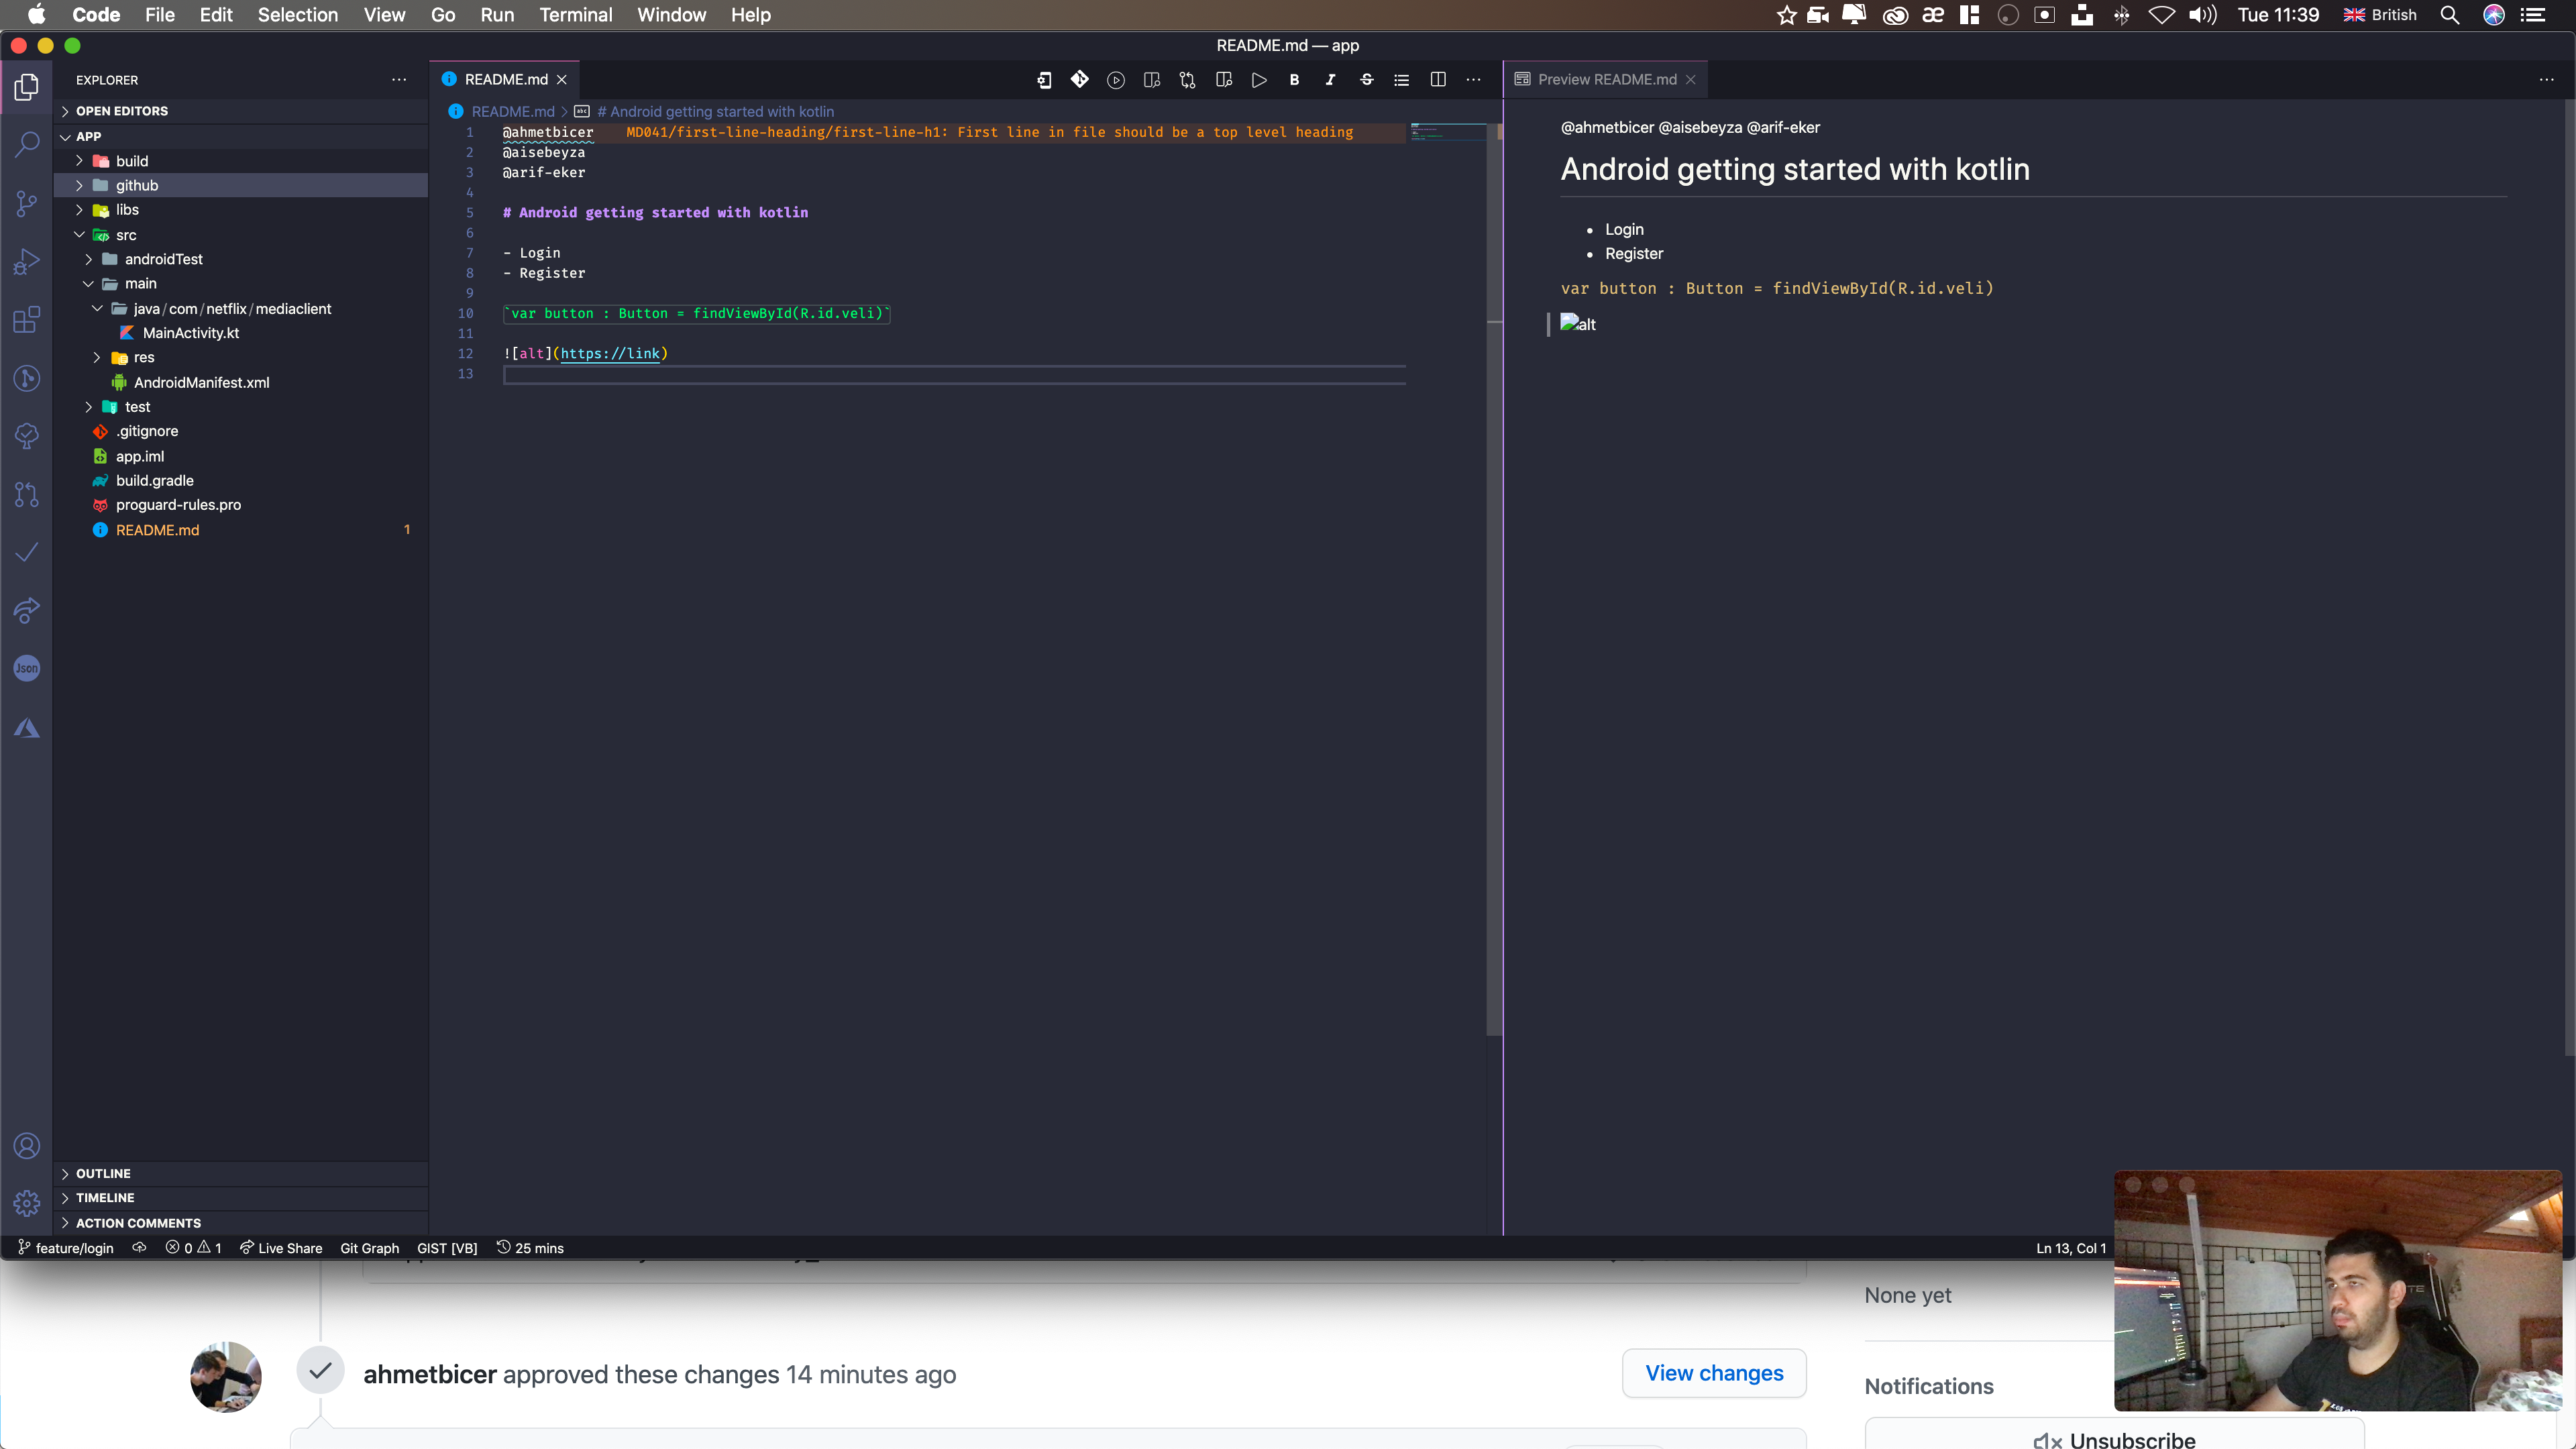 Code File Edit Selection View Go Run Terminal Window Help
Tue 11:39 British
README.md — app
EXPLORER
OPEN EDITORS
APP
build
github
libs
src
androidTest
main
java/com/netflix/mediaclient
MainActivity.kt
res
AndroidManifest.xml
test
.gitignore
app.iml
build.gradle
proguard-rules.pro
README.md 1
OUTLINE
TIMELINE
ACTION COMMENTS
Json
README.md
README.md > # Android getting started with kotlin
1 @ahmetbicer MD041/first-line-heading/first-line-h1: First line in file should be a top level heading
2 @aisebeyza
3 @arif-eker
4
5 # Android getting started with kotlin
6
7 - Login
8 - Register
9
10 `var button : Button = findViewById(R.id.veli)`
11
12 ![alt](https://link)
13
Preview README.md
@ahmetbicer @aisebeyza @arif-eker
Android getting started with kotlin
• Login
• Register
var button : Button = findViewById(R.id.veli)
alt
feature/login 0 1 Live Share Git Graph GIST [VB] 25 mins
Ln 13, Col 1
ahmetbicer approved these changes 14 minutes ago
View changes
None yet
Notifications
Unsubscribe